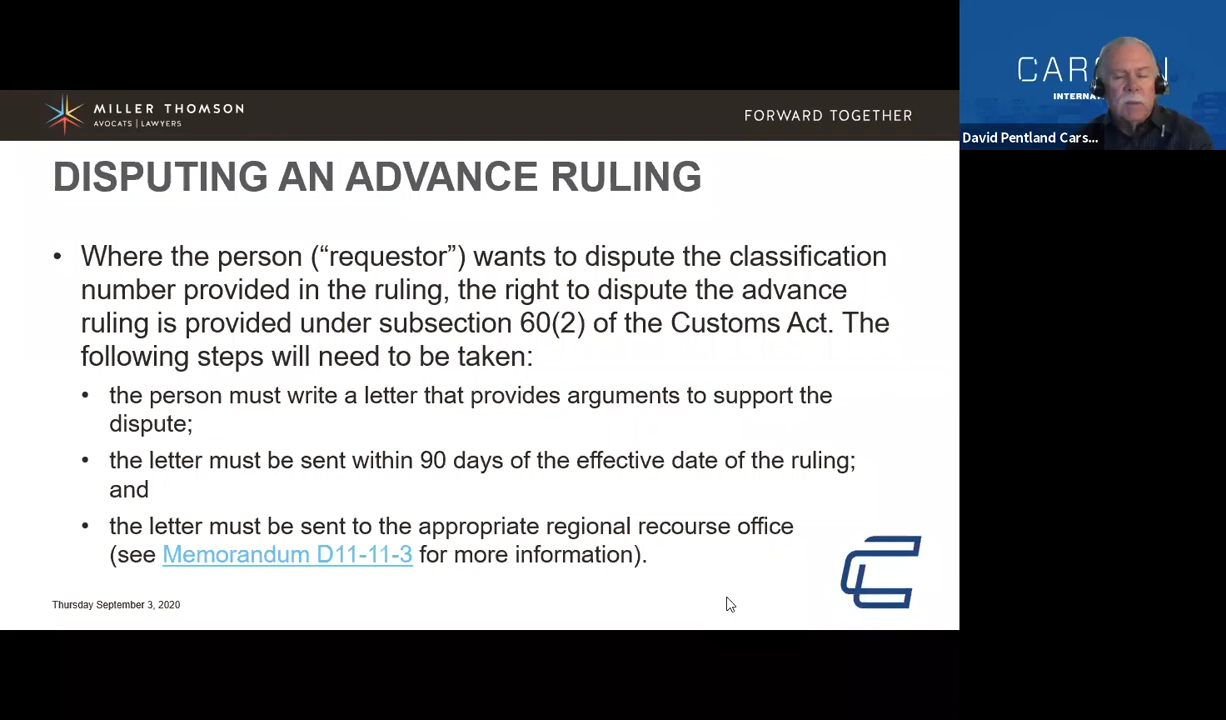 MILLER THOMSON
AVOCATS | LAWYERS
FORWARD TOGETHER
DISPUTING AN ADVANCE RULING
• Where the person (“requestor”) wants to dispute the classification
number provided in the ruling, the right to dispute the advance
ruling is provided under subsection 60(2) of the Customs Act. The
following steps will need to be taken:
• the person must write a letter that provides arguments to support the
dispute;
• the letter must be sent within 90 days of the effective date of the ruling;
and
• the letter must be sent to the appropriate regional recourse office
(see Memorandum D11-11-3 for more information).
Thursday September 3, 2020
David Pentland Cars...